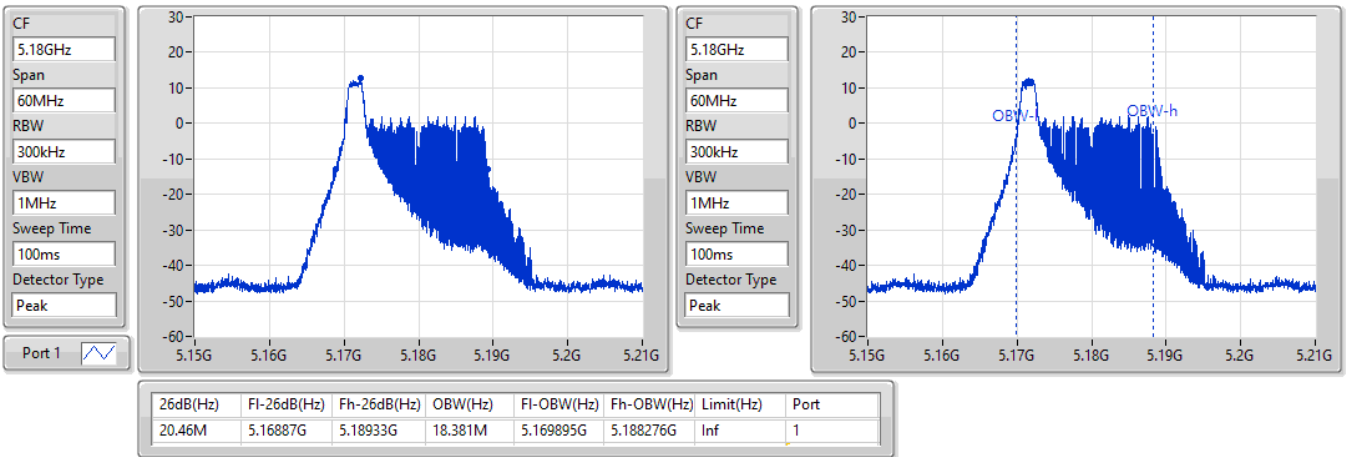 CF
5.18GHz
Span
60MHz
RBW
300kHz
VBW
1MHz
Sweep Time
100ms
Detector Type
Peak
Port 1
30
20
10
0
-10
-20
-30
-40
-50
-60
5.15G 5.16G 5.17G 5.18G 5.19G 5.2G 5.21G
CF
5.18GHz
Span
60MHz
RBW
300kHz
VBW
1MHz
Sweep Time
100ms
Detector Type
Peak
30
20
10
0
-10
-20
-30
-40
-50
-60
OBW-l OBW-h
5.15G 5.16G 5.17G 5.18G 5.19G 5.2G 5.21G
26dB(Hz) Fl-26dB(Hz) Fh-26dB(Hz) OBW(Hz) Fl-OBW(Hz) Fh-OBW(Hz) Limit(Hz) Port
20.46M 5.16887G 5.18933G 18.381M 5.169895G 5.188276G Inf 1